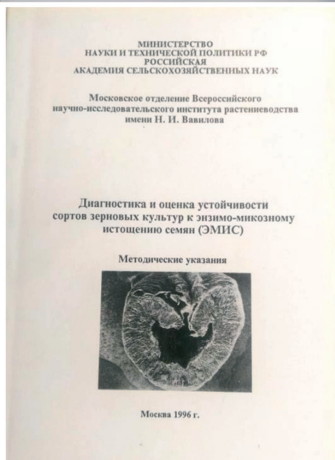 МИНИСТЕРСТВО
НАУКИ И ТЕХНИЧЕСКОЙ ПОЛИТИКИ РФ
РОССИЙСКАЯ
АКАДЕМИЯ СЕЛЬСКОХОЗЯЙСТВЕННЫХ НАУК
Московское отделение Всероссийского
научно-исследовательского института растениеводства
имени Н. И. Вавилова
Диагностика и оценка устойчивости
сортов зерновых культур к энзимо-микозному
истощению семян (ЭМИС)
Методические указания
Москва 1996 г.